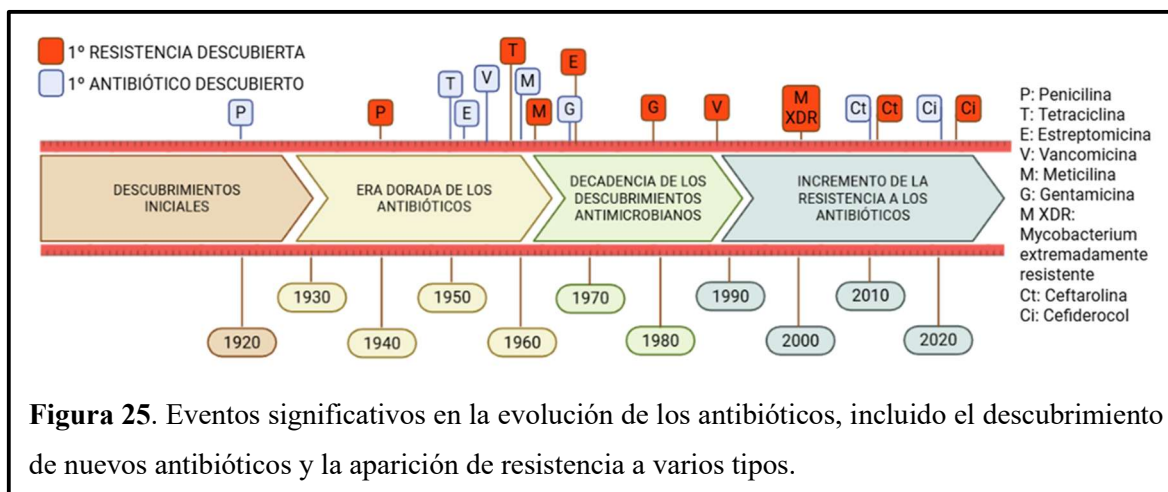 1º RESISTENCIA DESCUBIERTA
1º ANTIBIÓTICO DESCUBIERTO
P
P
T
E
V
T
M
M
G
E
G
V
M
XDR
Ct
Ct
Ci
Ci
DESCUBRIMIENTOS
INICIALES
ERA DORADA DE LOS
ANTIBIÓTICOS
DECADENCIA DE LOS
DESCUBRIMIENTOS
ANTIMICROBIANOS
INCREMENTO DE LA
RESISTENCIA A LOS
ANTIBIÓTICOS
1920
1930
1940
1950
1960
1970
1980
1990
2000
2010
2020
P: Penicilina
T: Tetraciclina
E: Estreptomicina
V: Vancomicina
M: Meticilina
G: Gentamicina
M XDR:
Mycobacterium
extremadamente
resistente
Ct: Ceftarolina
Ci: Cefiderocol
Figura 25. Eventos significativos en la evolución de los antibióticos, incluido el descubrimiento
de nuevos antibióticos y la aparición de resistencia a varios tipos.